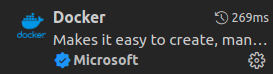 Docker 269ms
docker Makes it easy to create, man...
Microsoft